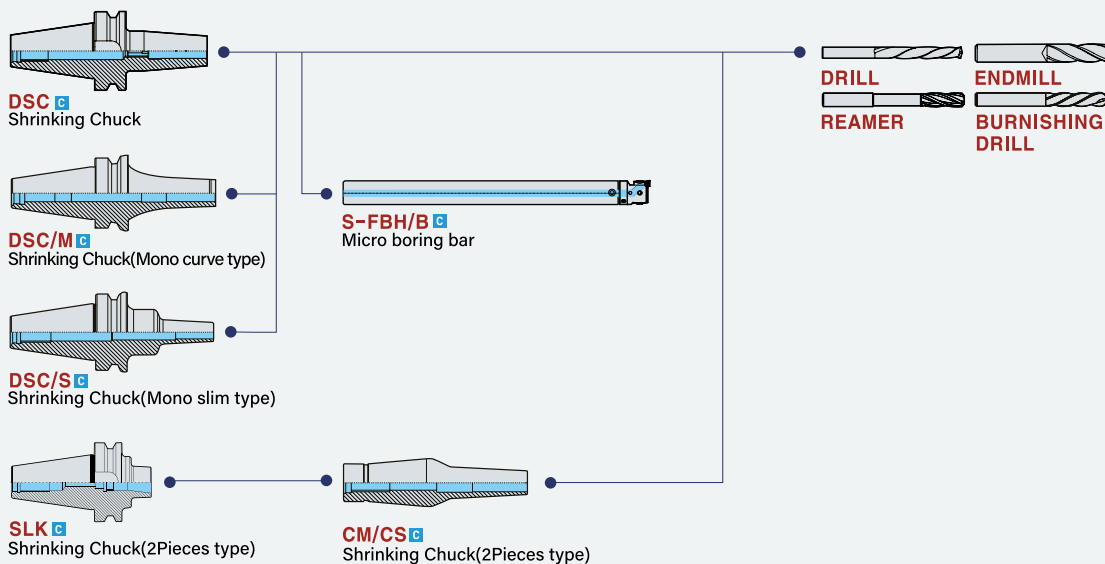 DSC C
Shrinking Chuck
DRILL
ENDMILL
REAMER
BURNISHING
DRILL
DSC/M C
Shrinking Chuck(Mono curve type)
S-FBH/B C
Micro boring bar
DSC/S C
Shrinking Chuck(Mono slim type)
SLK C
Shrinking Chuck(2Pieces type)
CM/CS C
Shrinking Chuck(2Pieces type)